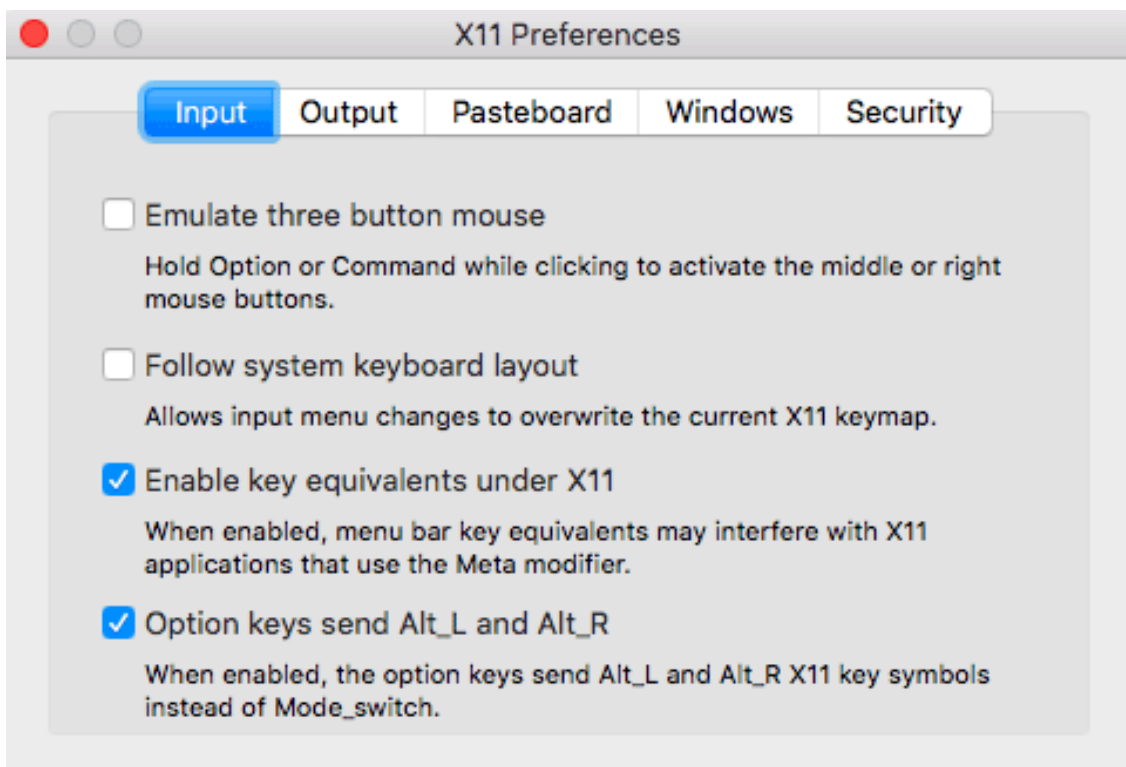 X11 Preferences
Input Output Pasteboard Windows Security
Emulate three button mouse
Hold Option or Command while clicking to activate the middle or right
mouse buttons.
Follow system keyboard layout
Allows input menu changes to overwrite the current X11 keymap.
Enable key equivalents under X11
When enabled, menu bar key equivalents may interfere with X11
applications that use the Meta modifier.
Option keys send Alt_L and Alt_R
When enabled, the option keys send Alt_L and Alt_R X11 key symbols
instead of Mode_switch.